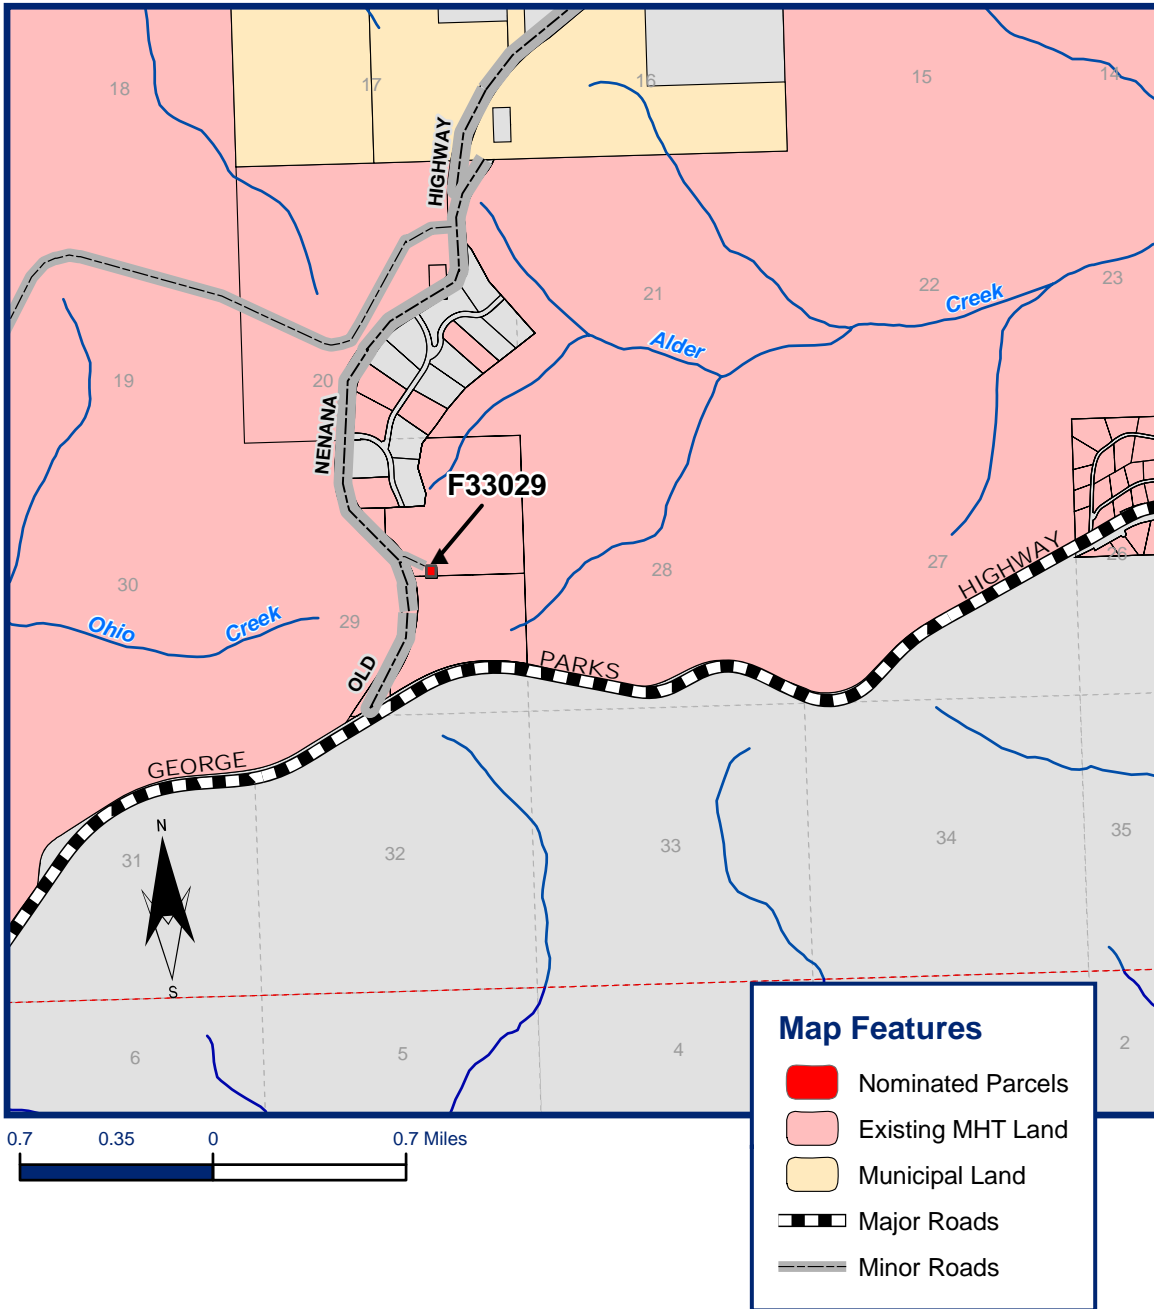 18
17
16
15
14
HIGHWAY
21
22
Creek
23
Alder
19
20
NENANA
F33029
30
28
27
HIGHWAY
26
Ohio
Creek
29
OLD
PARKS
GEORGE
31
32
33
34
35
N
S
6
5
4
2
0.7
0.35
0
0.7 Miles
Map Features
Nominated Parcels
Existing MHT Land
Municipal Land
Major Roads
Minor Roads